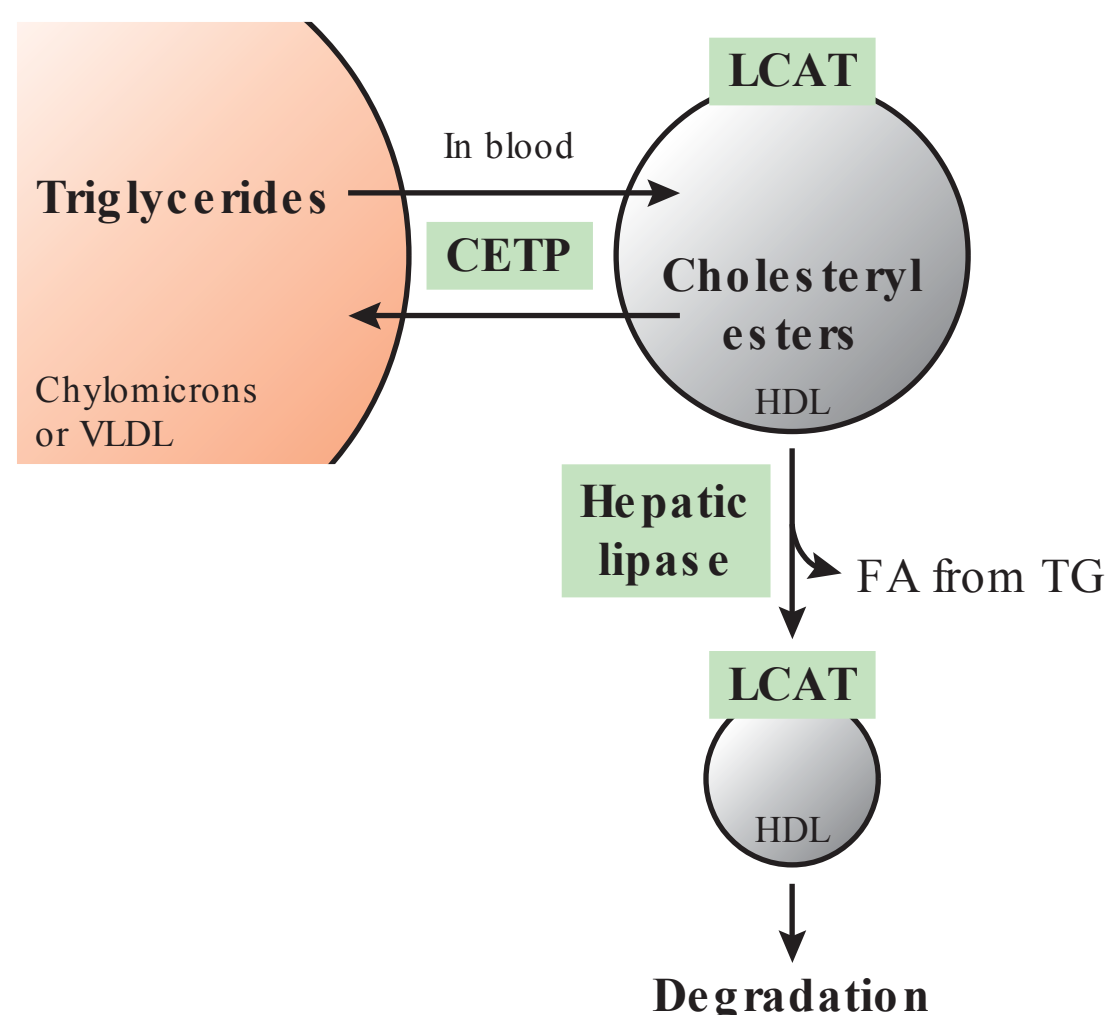 LCAT
In blood
Triglycerides
CETP
Cholesteryl
esters
Chylomicrons
or VLDL
HDL
Hepatic
lipase
FA from TG
LCAT
HDL
Degradation